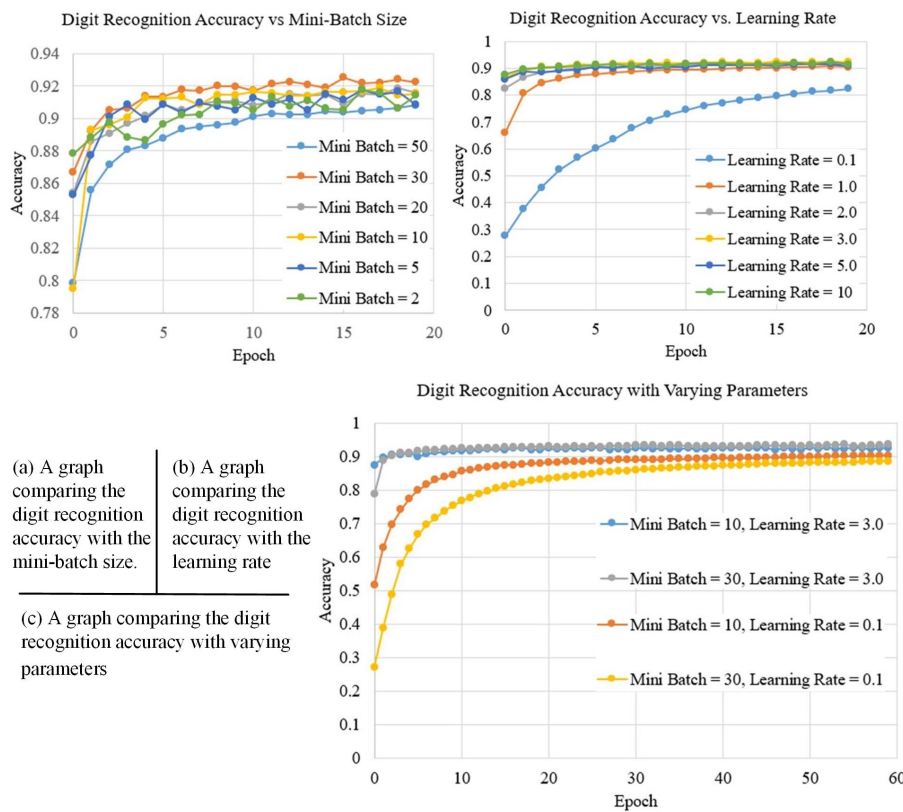 Digit Recognition Accuracy vs Mini-Batch Size
0.94
0.92
0.9
0.88
0.86
0.84
0.82
0.8
0.78
Accuracy
0
5
10
15
20
Epoch
Mini Batch = 50
Mini Batch = 30
Mini Batch = 20
Mini Batch = 10
Mini Batch = 5
Mini Batch = 2
Digit Recognition Accuracy vs. Learning Rate
1
0.9
0.8
0.7
0.6
0.5
0.4
0.3
0.2
0.1
0
Accuracy
0
5
10
15
20
Epoch
Learning Rate = 0.1
Learning Rate = 1.0
Learning Rate = 2.0
Learning Rate = 3.0
Learning Rate = 5.0
Learning Rate = 10
(a) A graph
comparing the
digit recognition
accuracy with the
mini-batch size.
(b) A graph
comparing the
digit recognition
accuracy with the
learning rate
(c) A graph comparing the digit
recognition accuracy with varying
parameters
Digit Recognition Accuracy with Varying Parameters
1
0.9
0.8
0.7
0.6
0.5
0.4
0.3
0.2
0.1
0
Accuracy
0
10
20
30
40
50
60
Epoch
Mini Batch = 10, Learning Rate = 3.0
Mini Batch = 30, Learning Rate = 3.0
Mini Batch = 10, Learning Rate = 0.1
Mini Batch = 30, Learning Rate = 0.1